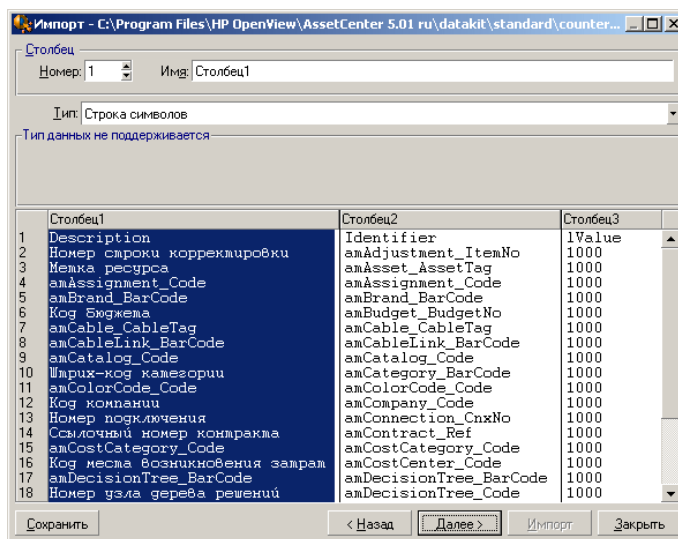 Импорт - C:\Program Files\HP OpenView\AssetCenter 5.01 ru\datakit\standard\counter...
Столбец
Номер: 1 Имя: Столбец1
Тип: Строка символов
Тип данных не поддерживается
Столбец1 Столбец2 Столбец3
1 Description Identifier lValue
2 Номер строки корректировки amAdjustment_ItemNo 1000
3 Метка ресурса amAsset_AssetTag 1000
4 amAssignment_Code amAssignment_Code 1000
5 amBrand_BarCode amBrand_BarCode 1000
6 Код бюджета amBudget_BudgetNo 1000
7 amCable_CableTag amCable_CableTag 1000
8 amCableLink_BarCode amCableLink_BarCode 1000
9 amCatalog_Code amCatalog_Code 1000
10 Штрих-код категории amCategory_BarCode 1000
11 amColorCode_Code amColorCode_Code 1000
12 Код компании amCompany_Code 1000
13 Номер подключения amConnection_CnxNo 1000
14 Ссылочный номер контракта amContract_Ref 1000
15 amCostCategory_Code amCostCategory_Code 1000
16 Код места возникновения затрат amCostCenter_Code 1000
17 amDecisionTree_BarCode amDecisionTree_BarCode 1000
18 Номер узла дерева решений amDecisionTree_Code 1000
Сохранить < Назад Далее > Импорт Закрыть